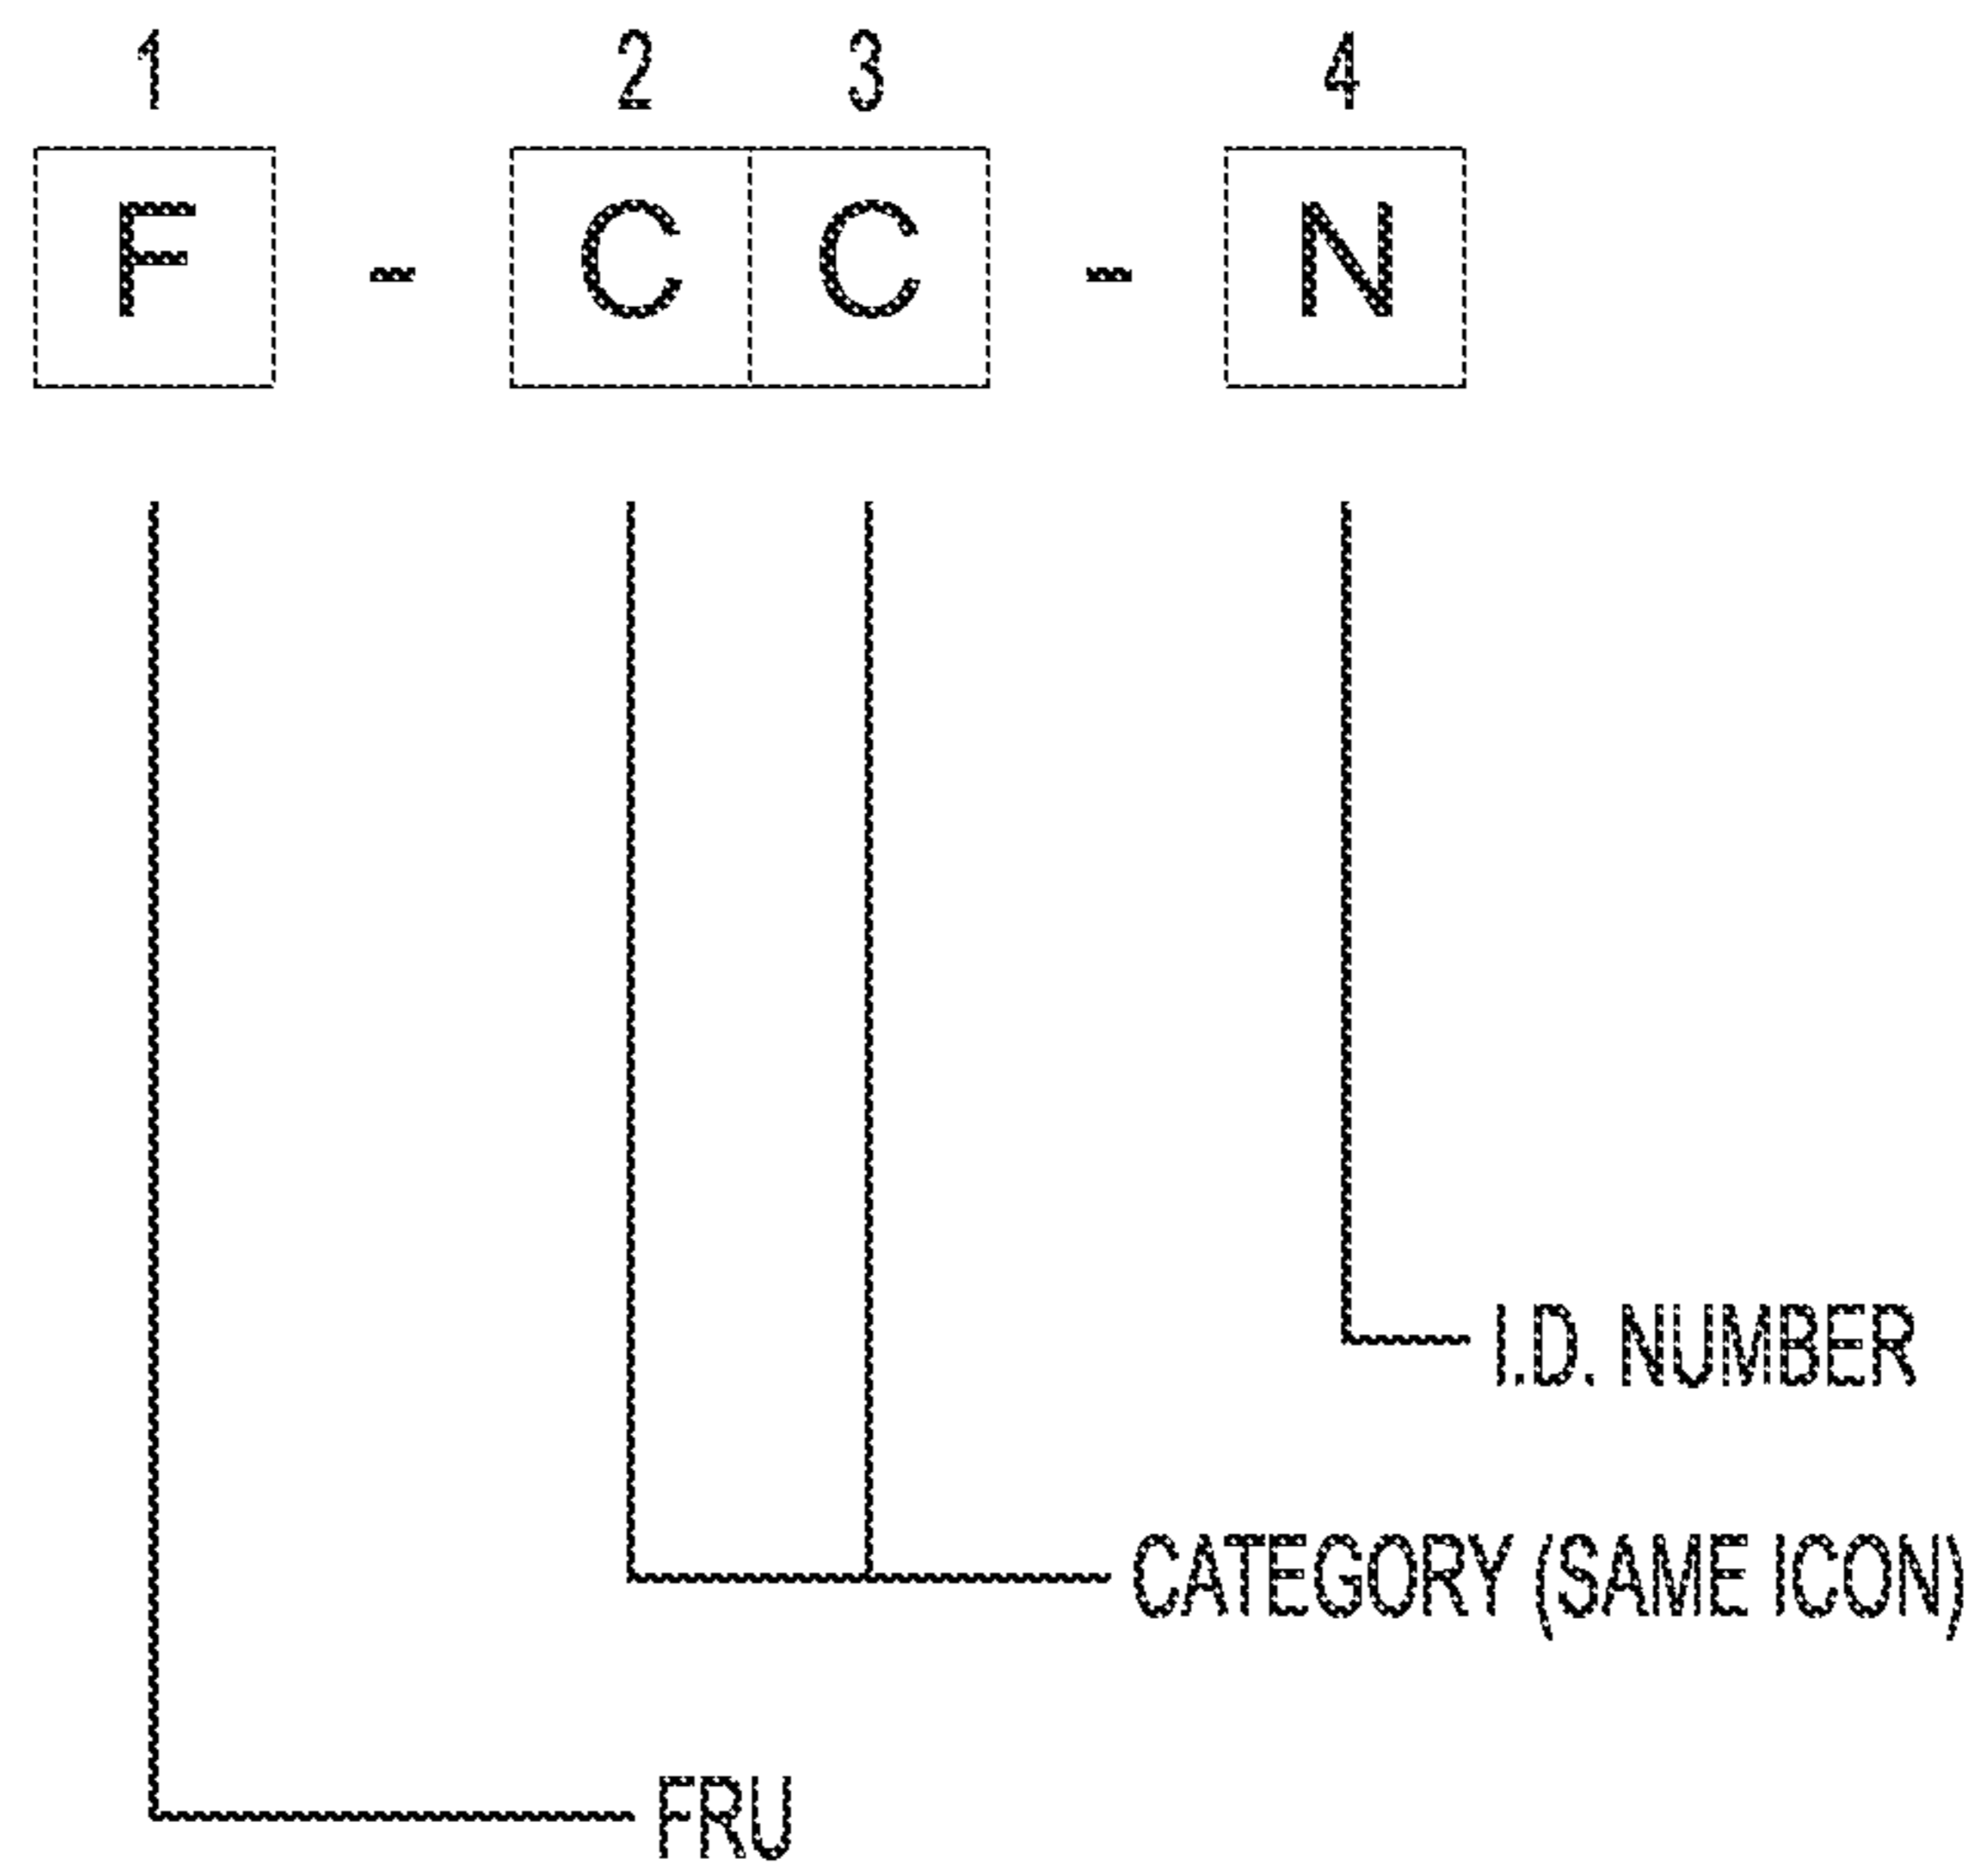 1 2 3 4
F - C C - N
I.D. NUMBER
CATEGORY (SAME ICON)
FRU